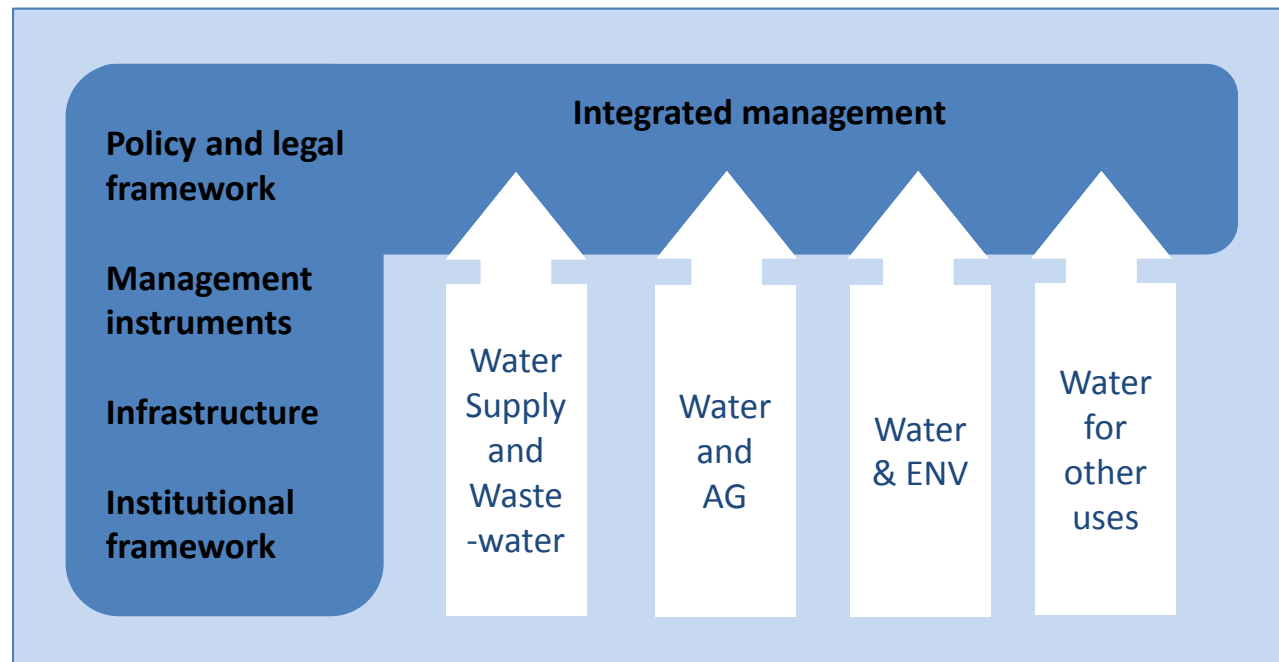 Integrated management
Policy and legal
framework
Management
instruments
Infrastructure
Institutional
framework
Water
Supply
and
Waste
-water
Water
and
AG
Water
& ENV
Water
for
other
uses